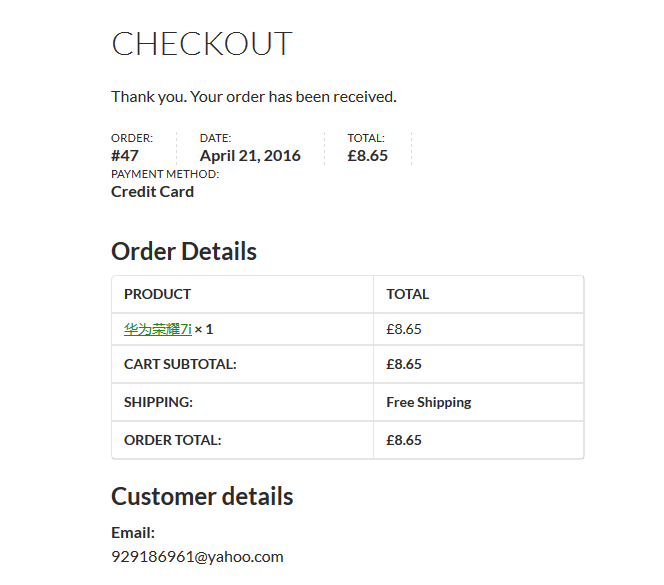 CHECKOUT
Thank you. Your order has been received.
ORDER: DATE: TOTAL:
#47 April 21, 2016 £8.65
PAYMENT METHOD:
Credit Card
Order Details
PRODUCT TOTAL
华为荣耀7i × 1 £8.65
CART SUBTOTAL: £8.65
SHIPPING: Free Shipping
ORDER TOTAL: £8.65
Customer details
Email:
929186961@yahoo.com